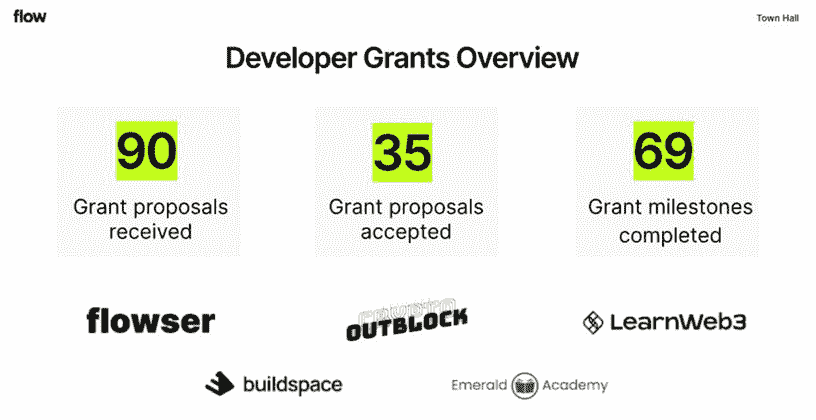 flow
Town Hall
Developer Grants Overview
90
Grant proposals
received
35
Grant proposals
accepted
69
Grant milestones
completed
flowser
OUTBLOCK
LearnWeb3
buildspace
Emerald Academy